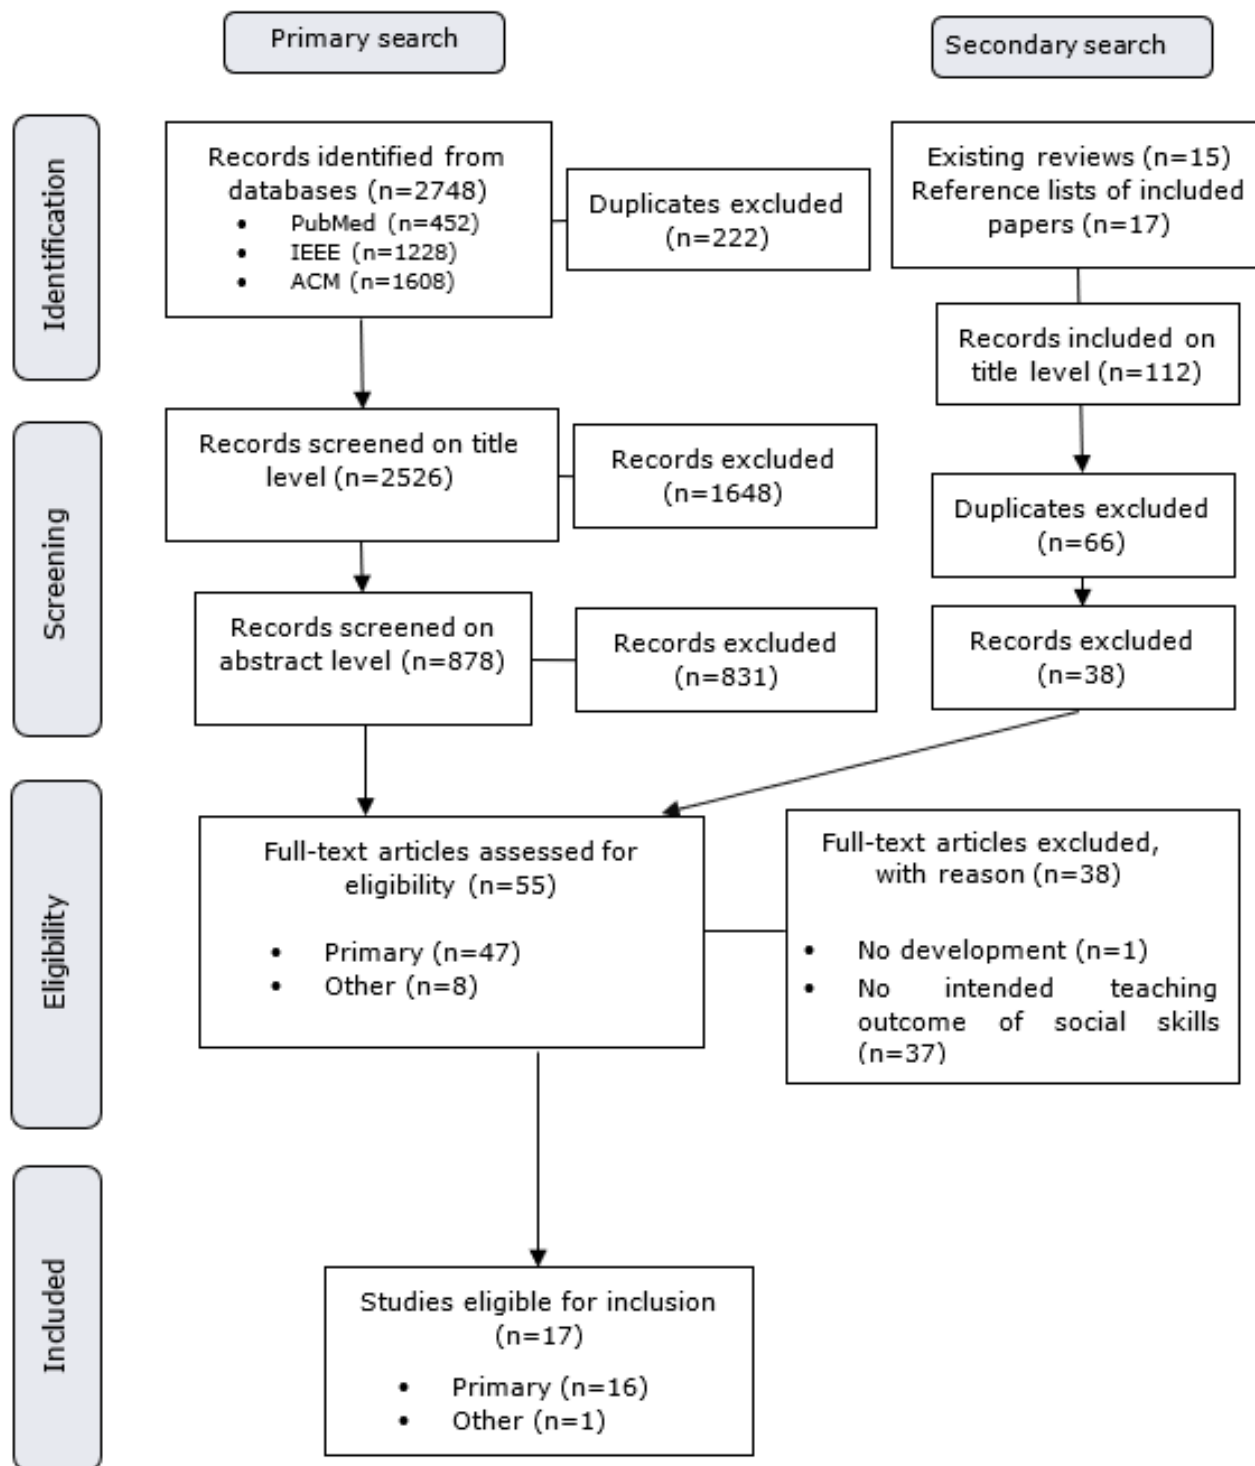 Primary search
Secondary search
Identification
Records identified from
databases (n=2748)
• PubMed (n=452)
• IEEE (n=1228)
• ACM (n=1608)
Duplicates excluded
(n=222)
Existing reviews (n=15)
Reference lists of included
papers (n=17)
Records included on
title level (n=112)
Screening
Records screened on title
level (n=2526)
Records excluded
(n=1648)
Duplicates excluded
(n=66)
Records screened on
abstract level (n=878)
Records excluded
(n=831)
Records excluded
(n=38)
Eligibility
Full-text articles assessed for
eligibility (n=55)
• Primary (n=47)
• Other (n=8)
Full-text articles excluded,
with reason (n=38)
• No development (n=1)
• No intended teaching
outcome of social skills
(n=37)
Included
Studies eligible for inclusion
(n=17)
• Primary (n=16)
• Other (n=1)